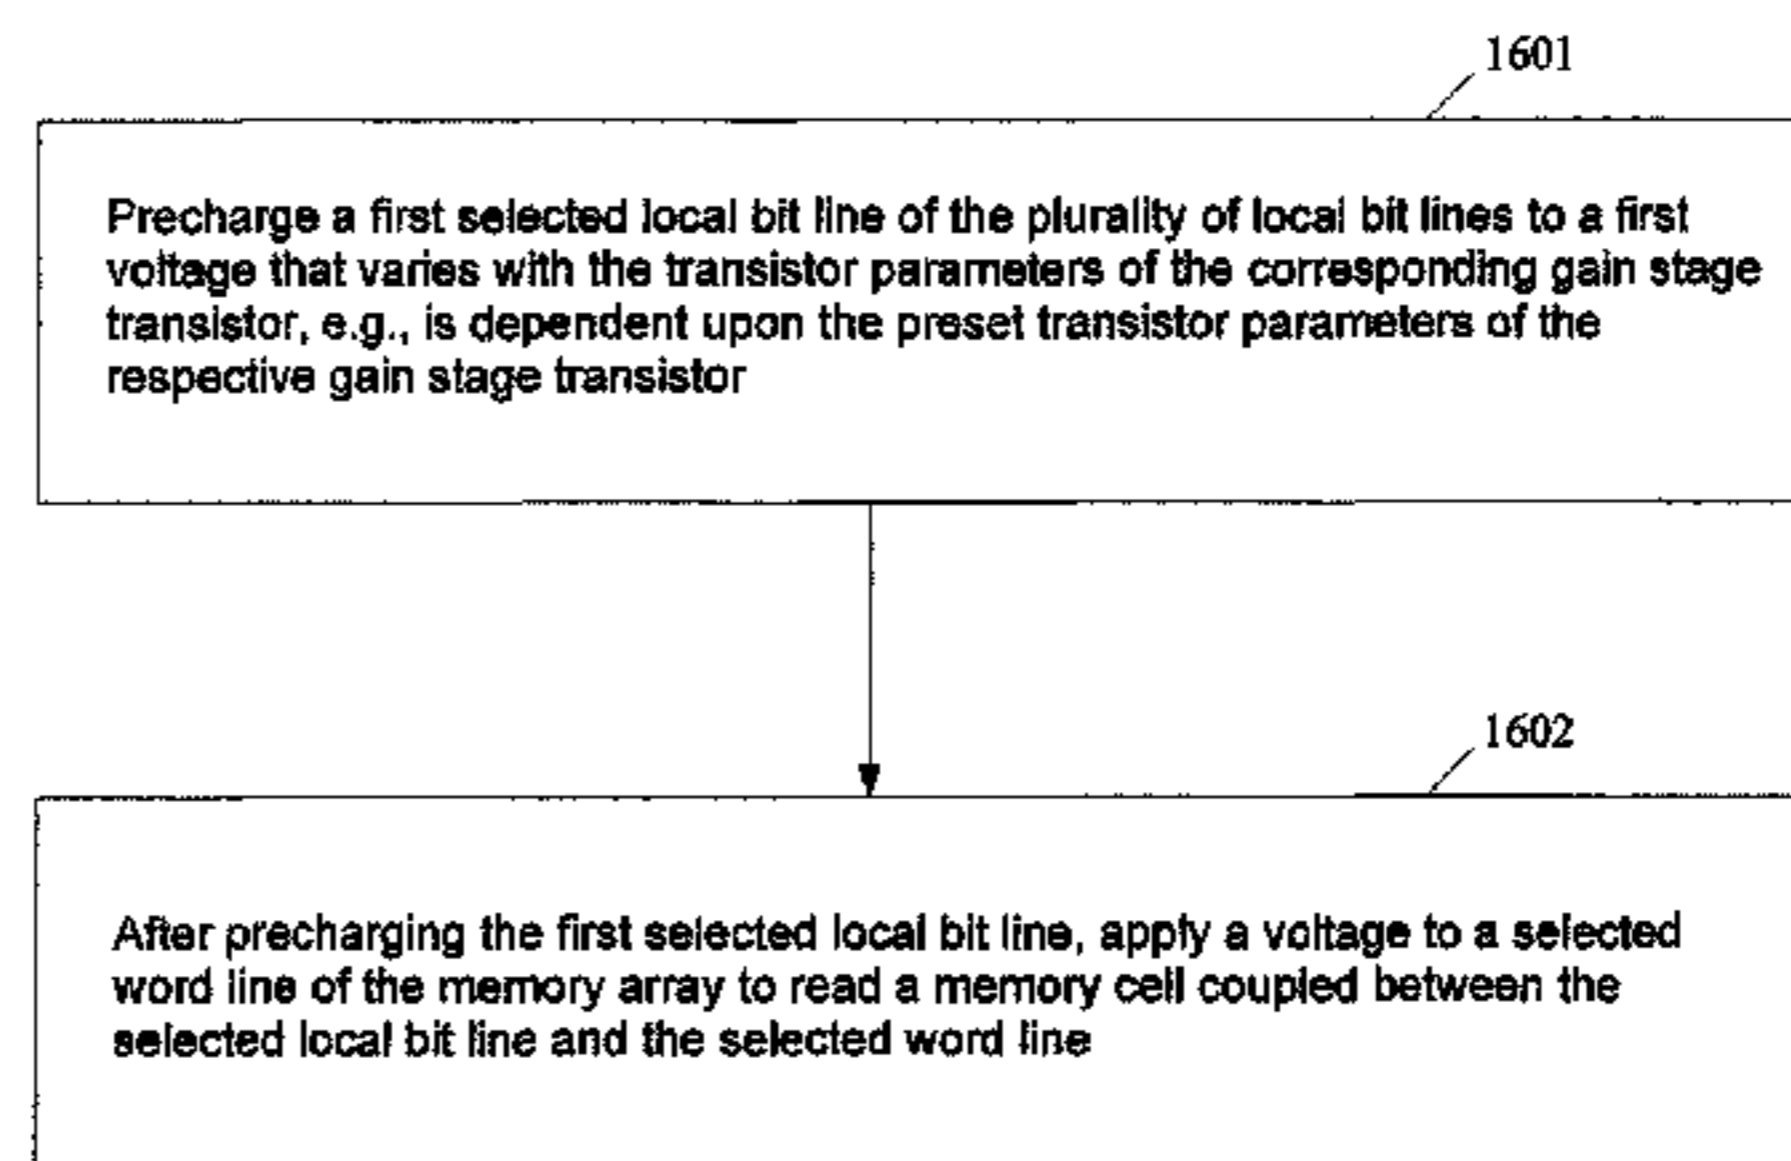 1601
Precharge a first selected local bit line of the plurality of local bit lines to a first
voltage that varies with the transistor parameters of the corresponding gain stage
transistor, e.g., is dependent upon the preset transistor parameters of the
respective gain stage transistor
1602
After precharging the first selected local bit line, apply a voltage to a selected
word line of the memory array to read a memory cell coupled between the
selected local bit line and the selected word line